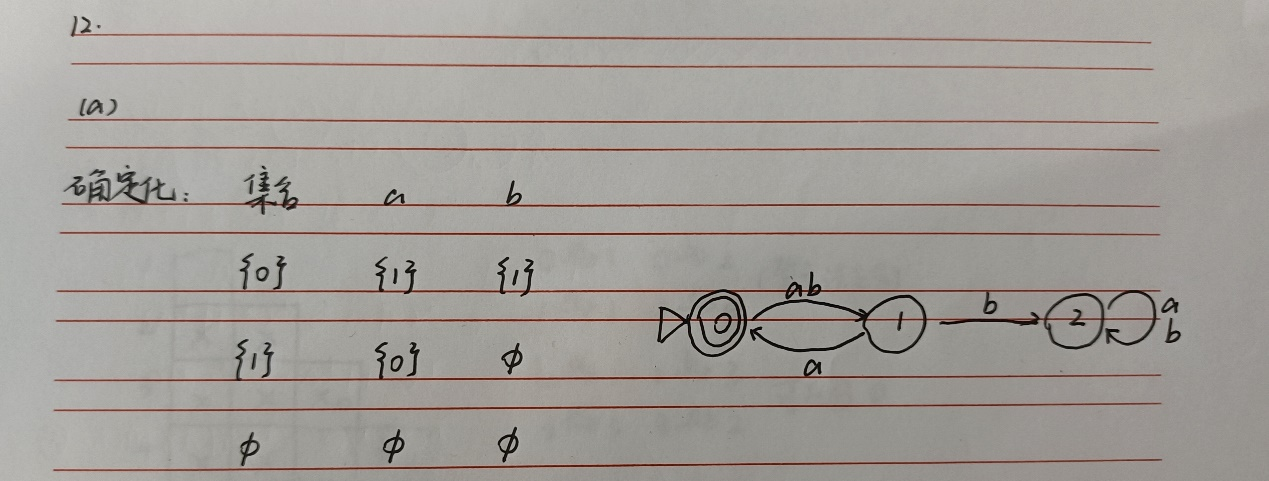 12.
(a)
确定化: 集合 a b
{0} {1} {1}
{1} {0} φ
φ φ φ
0 ab a 1 b 2 a b